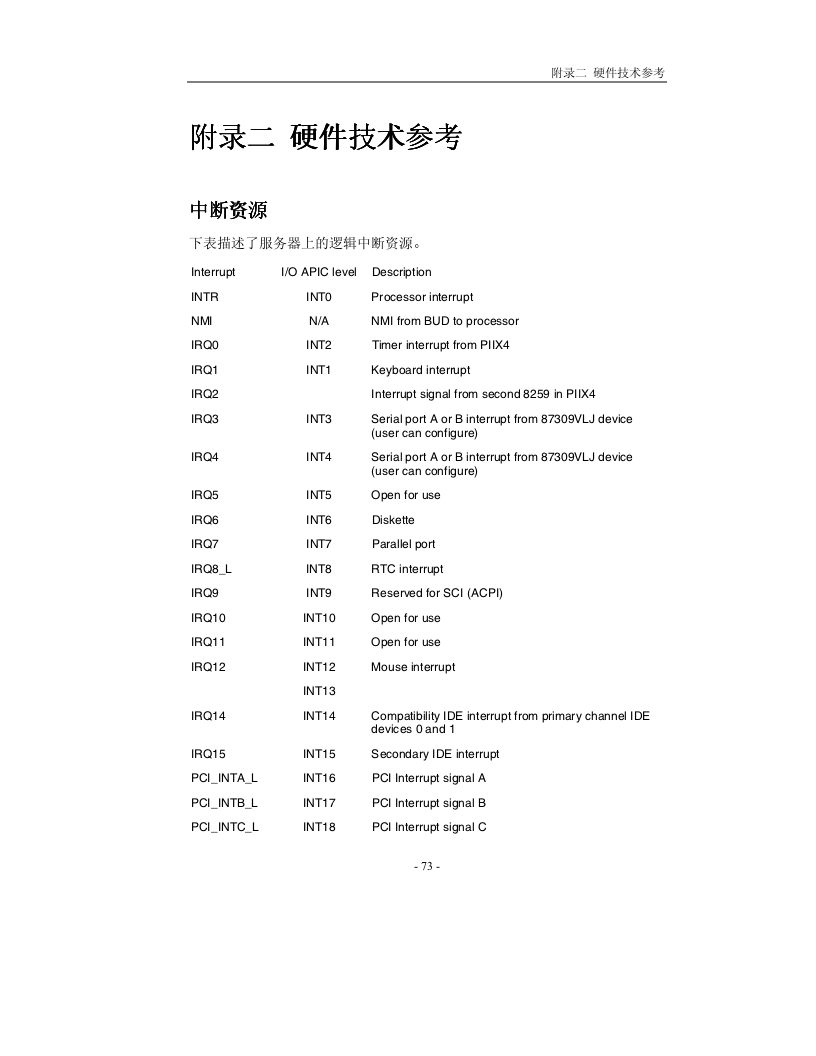 附录二 硬件技术参考
附录二 硬件技术参考
中断资源
下表描述了服务器上的逻辑中断资源。
Interrupt I/O APIC level Description
INTR INT0 Processor interrupt
NMI N/A NMI from BUD to processor
IRQ0 INT2 Timer interrupt from PIIX4
IRQ1 INT1 Keyboard interrupt
IRQ2 Interrupt signal from second 8259 in PIIX4
IRQ3 INT3 Serial port A or B interrupt from 87309VLJ device
(user can configure)
IRQ4 INT4 Serial port A or B interrupt from 87309VLJ device
(user can configure)
IRQ5 INT5 Open for use
IRQ6 INT6 Diskette
IRQ7 INT7 Parallel port
IRQ8_L INT8 RTC interrupt
IRQ9 INT9 Reserved for SCI (ACPI)
IRQ10 INT10 Open for use
IRQ11 INT11 Open for use
IRQ12 INT12 Mouse interrupt
INT13
IRQ14 INT14 Compatibility IDE interrupt from primary channel IDE
devices 0 and 1
IRQ15 INT15 Secondary IDE interrupt
PCI_INTA_L INT16 PCI Interrupt signal A
PCI_INTB_L INT17 PCI Interrupt signal B
PCI_INTC_L INT18 PCI Interrupt signal C
- 73 -